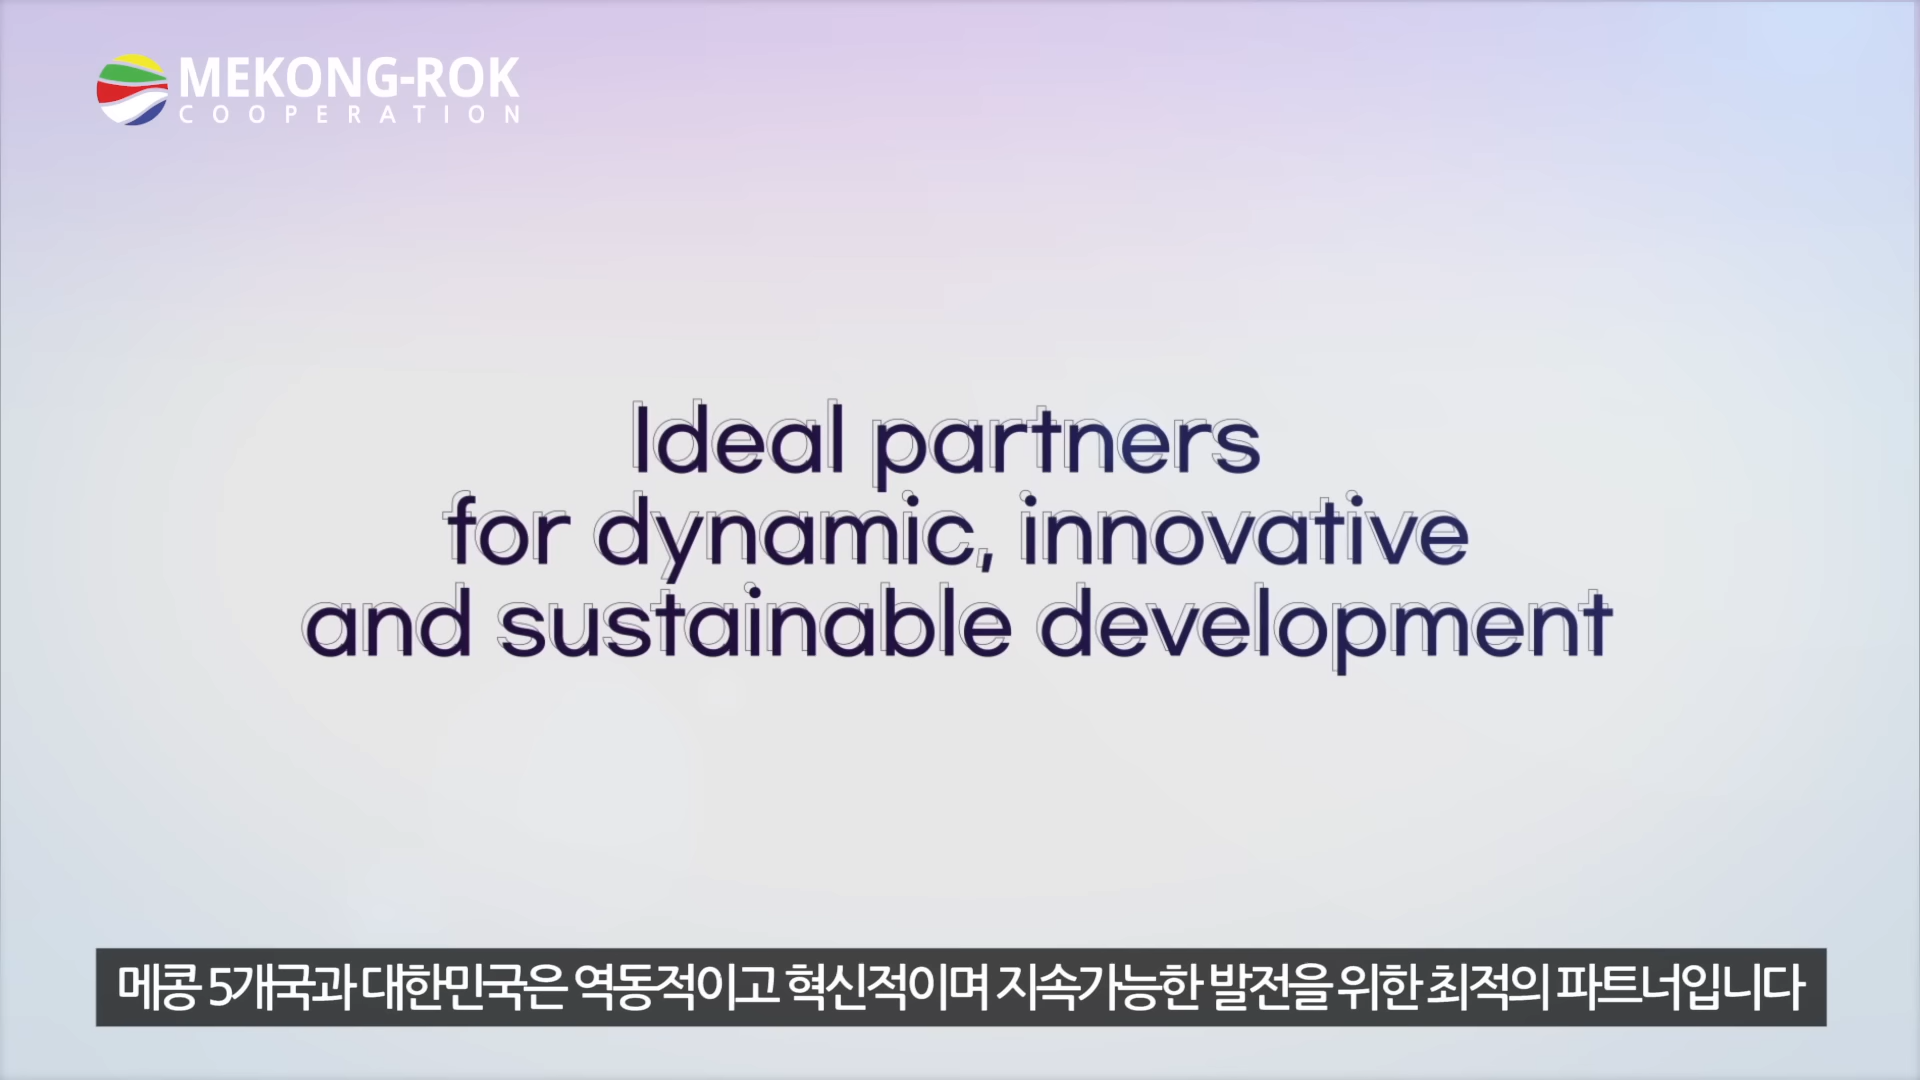 MEKONG-ROK
COOPERATION
Ideal partners
for dynamic, innovative
and sustainable development
메콩 5개국과 대한민국은 역동적이고 혁신적이며 지속가능한 발전을 위한 최적의 파트너입니다